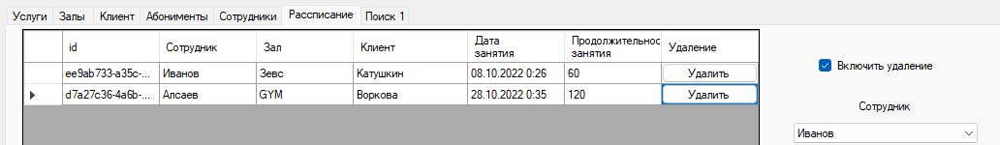 Услуги Залы Клиент Абонименты Сотрудники Рассписание Поиск 1
id Сотрудник Зал Клиент Дата занятия Продолжительнос занятия Удаление
ee9ab733-a35c-... Иванов Зевс Катушкин 08.10.2022 0:26 60 Удалить
d7a27c36-4a6b-... Алсаев GYM Воркова 28.10.2022 0:35 120 Удалить
Включить удаление
Сотрудник
Иванов